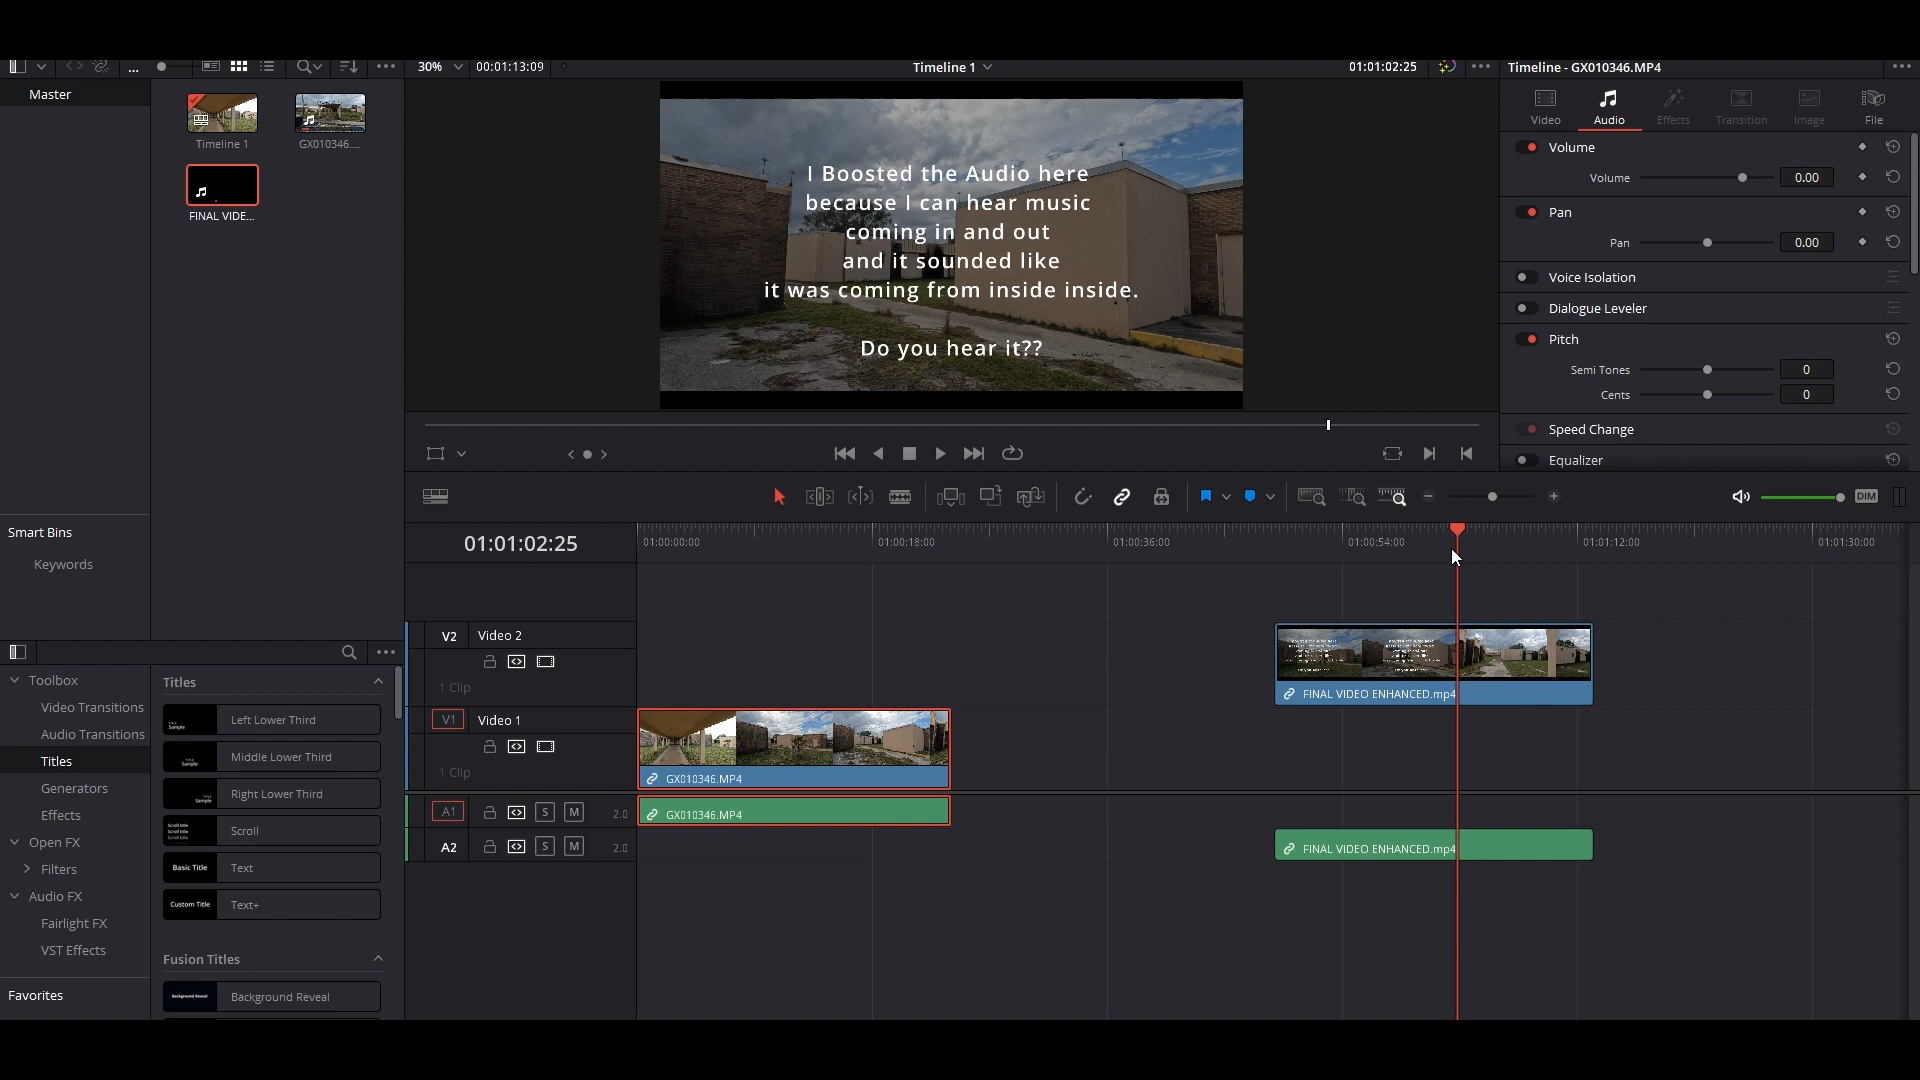 30%
00:01:13:09
Timeline 1
01:01:02:25
Timeline - GX010346.MP4
Master
Timeline 1
GX010346....
FINAL VIDE...
I Boosted the Audio here
because I can hear music
coming in and out
and it sounded like
it was coming from inside inside.
Do you hear it??
Video
Audio
Effects
Transition
Image
File
Volume
Volume 0.00
Pan
Pan 0.00
Voice Isolation
Dialogue Leveler
Pitch
Semi Tones 0
Cents 0
Speed Change
Equalizer
DIM
Smart Bins
Keywords
01:01:02:25
01:00:00:00
01:00:18:00
01:00:36:00
01:00:54:00
01:01:12:00
01:01:30:00
V2 Video 2
1 Clip
FINAL VIDEO ENHANCED.mp4
V1 Video 1
1 Clip
GX010346.MP4
A1 S M 2.0
GX010346.MP4
A2 S M 2.0
FINAL VIDEO ENHANCED.mp4
Toolbox
Video Transitions
Audio Transitions
Titles
Generators
Effects
Open FX
Filters
Audio FX
Fairlight FX
VST Effects
Favorites
Titles
Left Lower Third
Middle Lower Third
Right Lower Third
Scroll
Basic Title Text
Custom Title Text+
Fusion Titles
Background Reveal Background Reveal